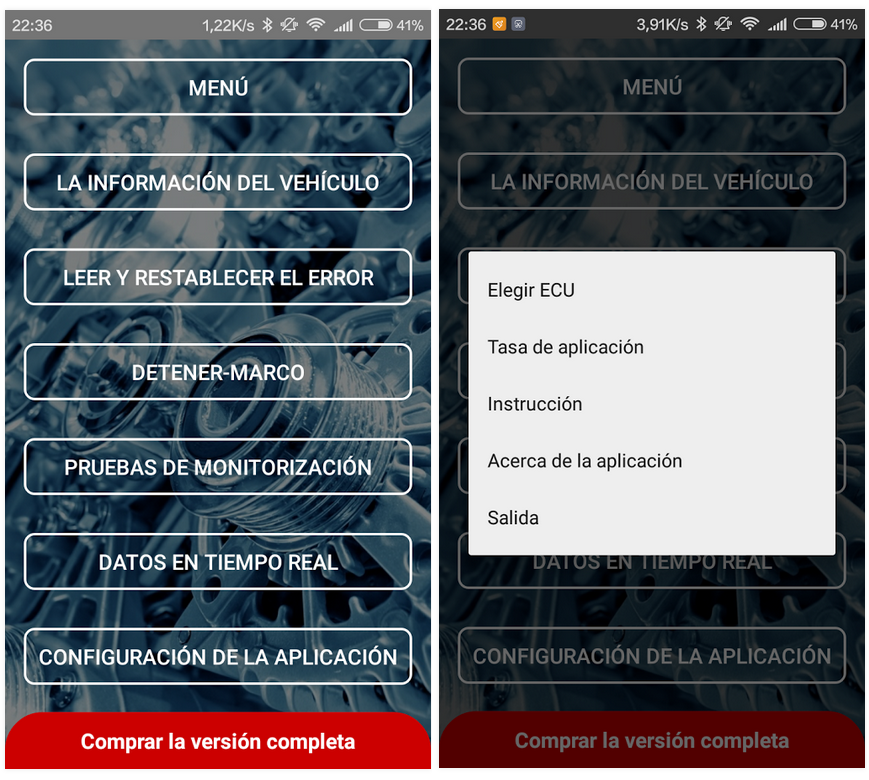 22:36 1,22K/s 41%
MENÚ
LA INFORMACIÓN DEL VEHÍCULO
LEER Y RESTABLECER EL ERROR
DETENER-MARCO
PRUEBAS DE MONITORIZACIÓN
DATOS EN TIEMPO REAL
CONFIGURACIÓN DE LA APLICACIÓN
Comprar la versión completa
22:36 3,91K/s 41%
MENÚ
LA INFORMACIÓN DEL VEHÍCULO
Elegir ECU
Tasa de aplicación
Instrucción
Acerca de la aplicación
Salida
DATOS EN TIEMPO REAL
CONFIGURACIÓN DE LA APLICACIÓN
Comprar la versión completa